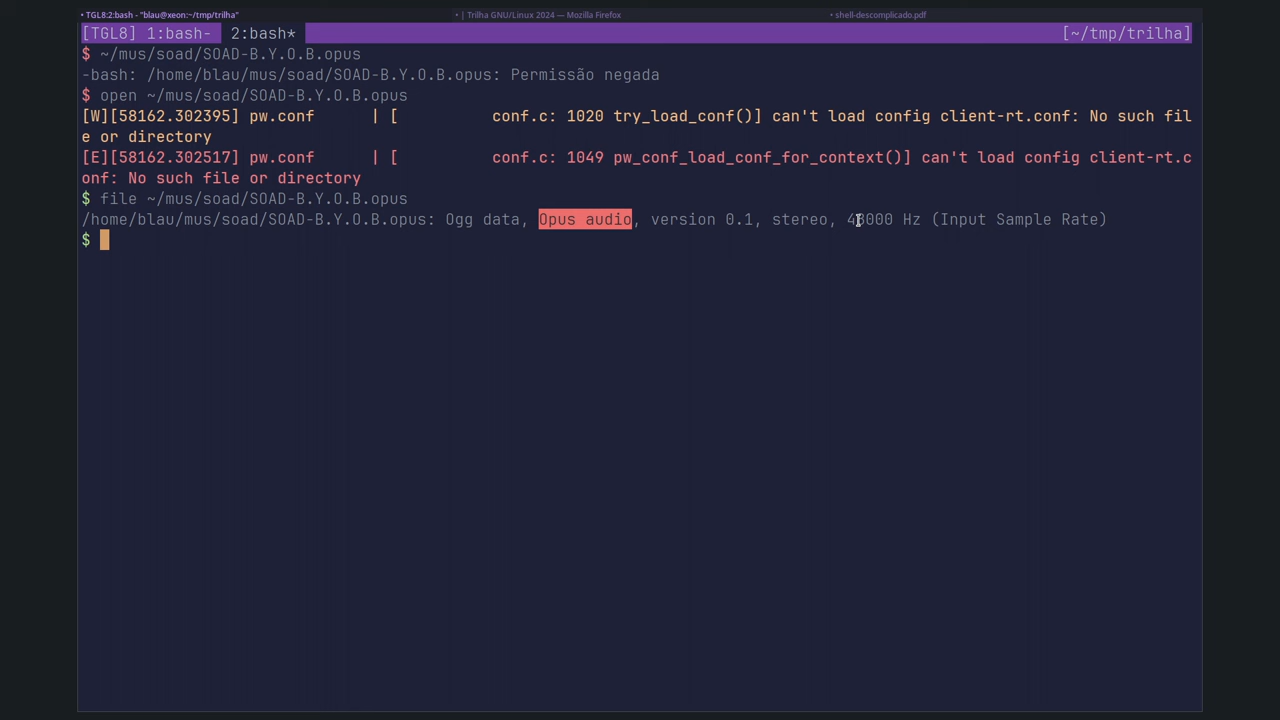 • TGL8:2:bash - "blau@xeon:~/tmp/trilha" • | Trilha GNU/Linux 2024 — Mozilla Firefox • shell-descomplicado.pdf
[TGL8] 1:bash- 2:bash* [~/tmp/trilha]
$ ~/mus/soad/SOAD-B.Y.O.B.opus
-bash: /home/blau/mus/soad/SOAD-B.Y.O.B.opus: Permissão negada
$ open ~/mus/soad/SOAD-B.Y.O.B.opus
[W][58162.302395] pw.conf | [ conf.c: 1020 try_load_conf()] can't load config client-rt.conf: No such fil
e or directory
[E][58162.302517] pw.conf | [ conf.c: 1049 pw_conf_load_conf_for_context()] can't load config client-rt.c
onf: No such file or directory
$ file ~/mus/soad/SOAD-B.Y.O.B.opus
/home/blau/mus/soad/SOAD-B.Y.O.B.opus: Ogg data, Opus audio, version 0.1, stereo, 48000 Hz (Input Sample Rate)
$